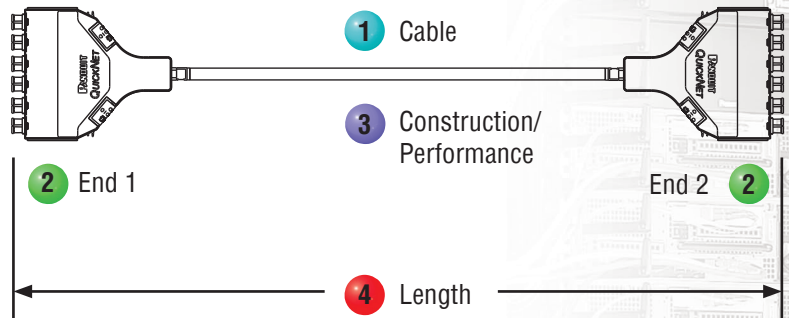 1 Cable
PANDUIT
QUICKNET
PANDUIT
QUICKNET
3 Construction/
Performance
2 End 1
End 2 2
4 Length